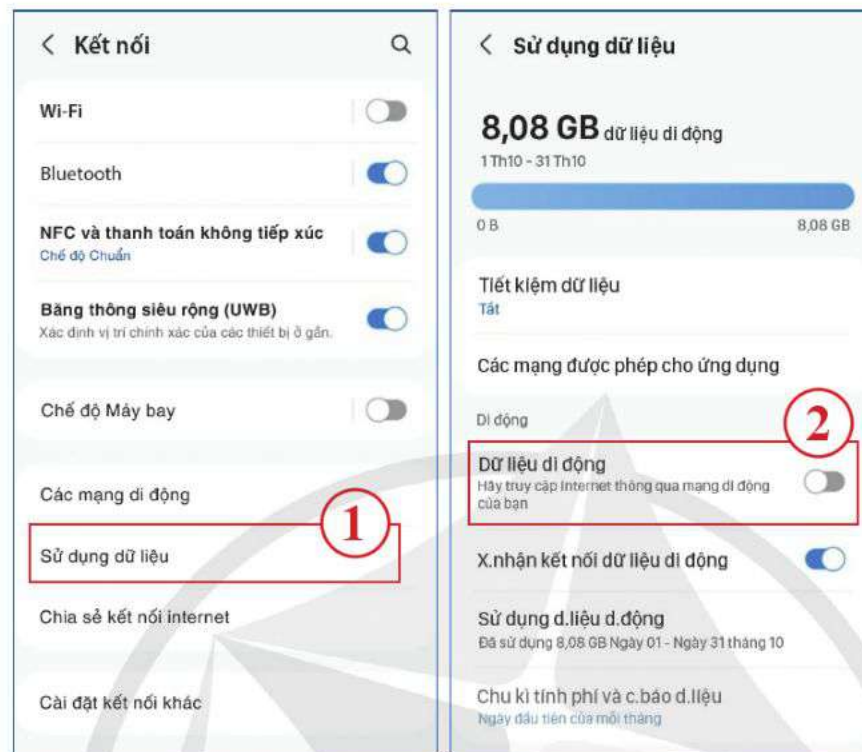 Kết nối
Wi-Fi
Bluetooth
NFC và thanh toán không tiếp xúc
Chế độ Chuẩn
Băng thông siêu rộng (UWB)
Xác định vị trí chính xác của các thiết bị ở gần.
Chế độ Máy bay
Các mạng di động
1
Sử dụng dữ liệu
Chia sẻ kết nối internet
Cài đặt kết nối khác
Sử dụng dữ liệu
8,08 GB dữ liệu di động
1 Th10 - 31 Th10
0 B 8,08 GB
Tiết kiệm dữ liệu
Tắt
Các mạng được phép cho ứng dụng
Di động
2
Dữ liệu di động
Hãy truy cập Internet thông qua mạng di động
của bạn
X.nhận kết nối dữ liệu di động
Sử dụng d.liệu d.động
Đã sử dụng 8,08 GB Ngày 01 - Ngày 31 tháng 10
Chu kì tính phí và c.báo d.liệu
Ngày đầu tiên của mỗi tháng